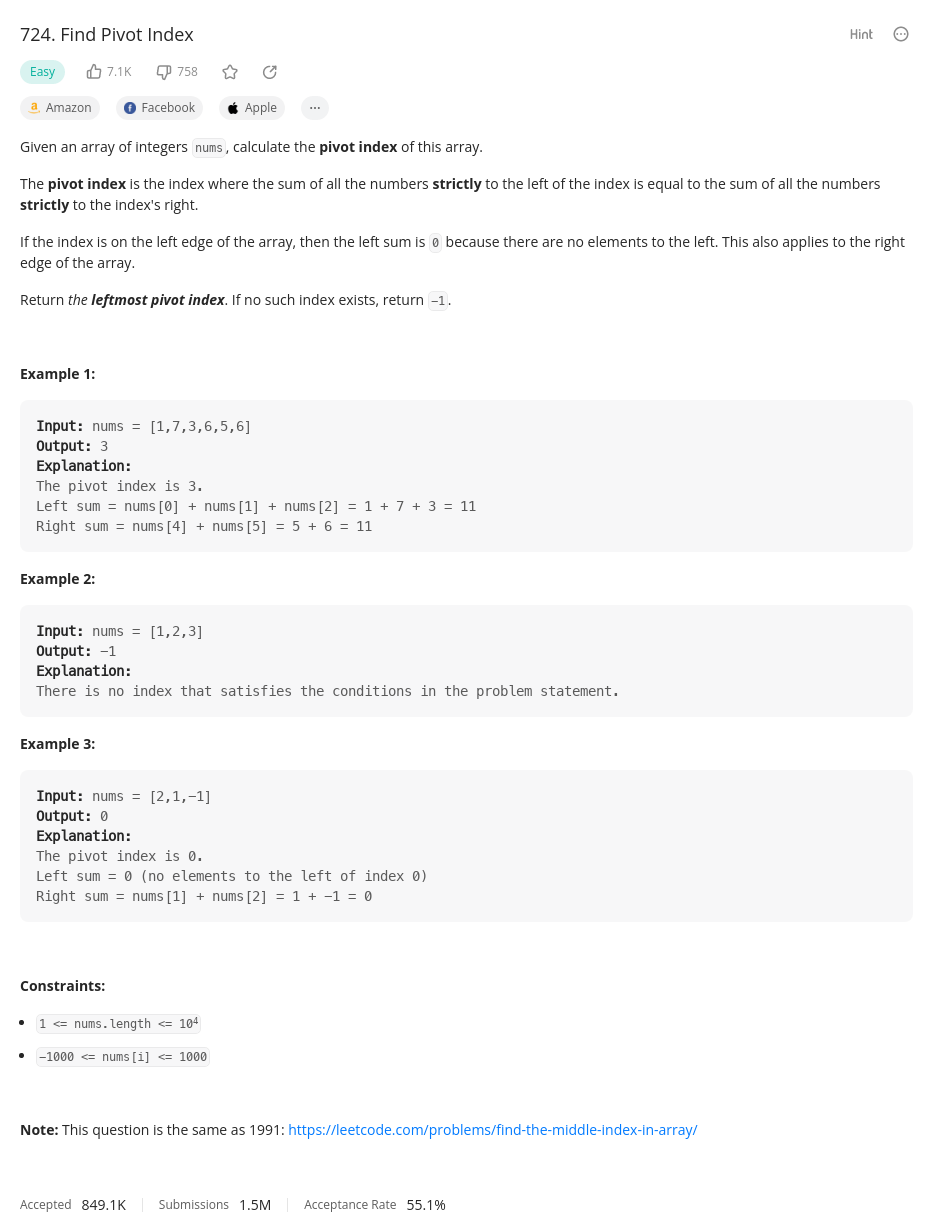 724. Find Pivot Index
Hint
Easy 7.1K 758
Amazon Facebook Apple ...
Given an array of integers nums, calculate the pivot index of this array.
The pivot index is the index where the sum of all the numbers strictly to the left of the index is equal to the sum of all the numbers
strictly to the index's right.
If the index is on the left edge of the array, then the left sum is 0 because there are no elements to the left. This also applies to the right
edge of the array.
Return the leftmost pivot index. If no such index exists, return −1.
Example 1:
Input: nums = [1,7,3,6,5,6]
Output: 3
Explanation:
The pivot index is 3.
Left sum = nums[0] + nums[1] + nums[2] = 1 + 7 + 3 = 11
Right sum = nums[4] + nums[5] = 5 + 6 = 11
Example 2:
Input: nums = [1,2,3]
Output: −1
Explanation:
There is no index that satisfies the conditions in the problem statement.
Example 3:
Input: nums = [2,1,−1]
Output: 0
Explanation:
The pivot index is 0.
Left sum = 0 (no elements to the left of index 0)
Right sum = nums[1] + nums[2] = 1 + −1 = 0
Constraints:
• 1 <= nums.length <= 10⁴
• −1000 <= nums[i] <= 1000
Note: This question is the same as 1991: https://leetcode.com/problems/find-the-middle-index-in-array/
Accepted 849.1K Submissions 1.5M Acceptance Rate 55.1%